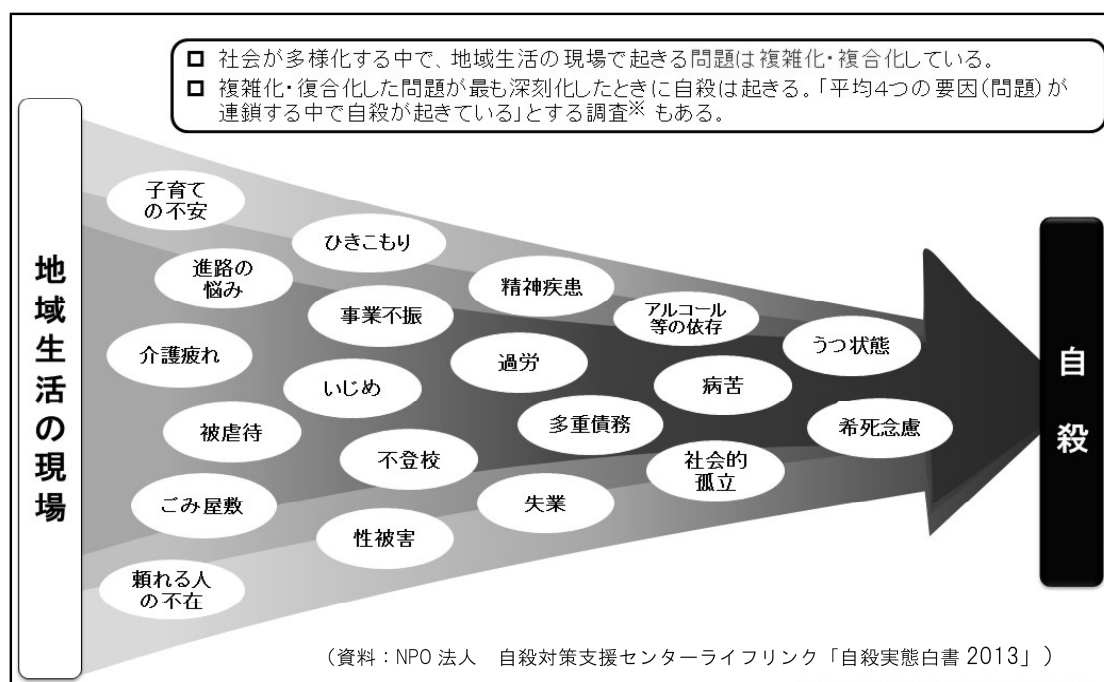 □ 社会が多様化する中で、地域生活の現場で起きる問題は複雑化・複合化している。
□ 複雑化・復合化した問題が最も深刻化したときに自殺は起きる。「平均4つの要因(問題)が
連鎖する中で自殺が起きている」とする調査※ もある。
地域生活の現場
子育て
の不安
進路の
悩み
介護疲れ
被虐待
ごみ屋敷
頼れる人
の不在
ひきこもり
事業不振
いじめ
不登校
性被害
精神疾患
過労
多重債務
失業
アルコール
等の依存
病苦
社会的
孤立
うつ状態
希死念慮
自殺
(資料:NPO 法人 自殺対策支援センターライフリンク「自殺実態白書 2013」)